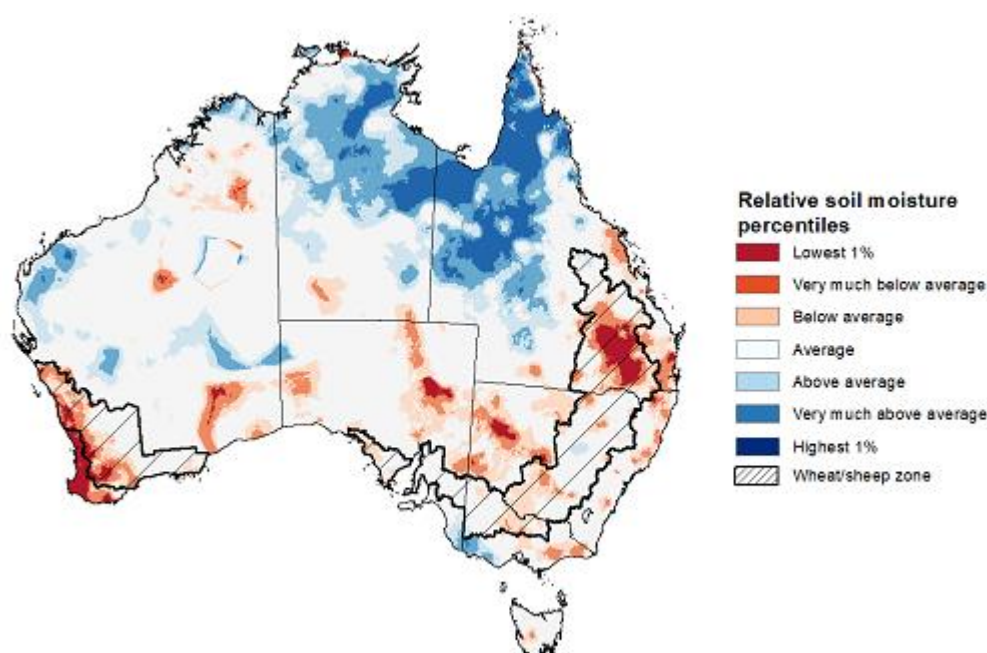 Relative soil moisture
percentiles
Lowest 1%
Very much below average
Below average
Average
Above average
Very much above average
Highest 1%
Wheat/sheep zone